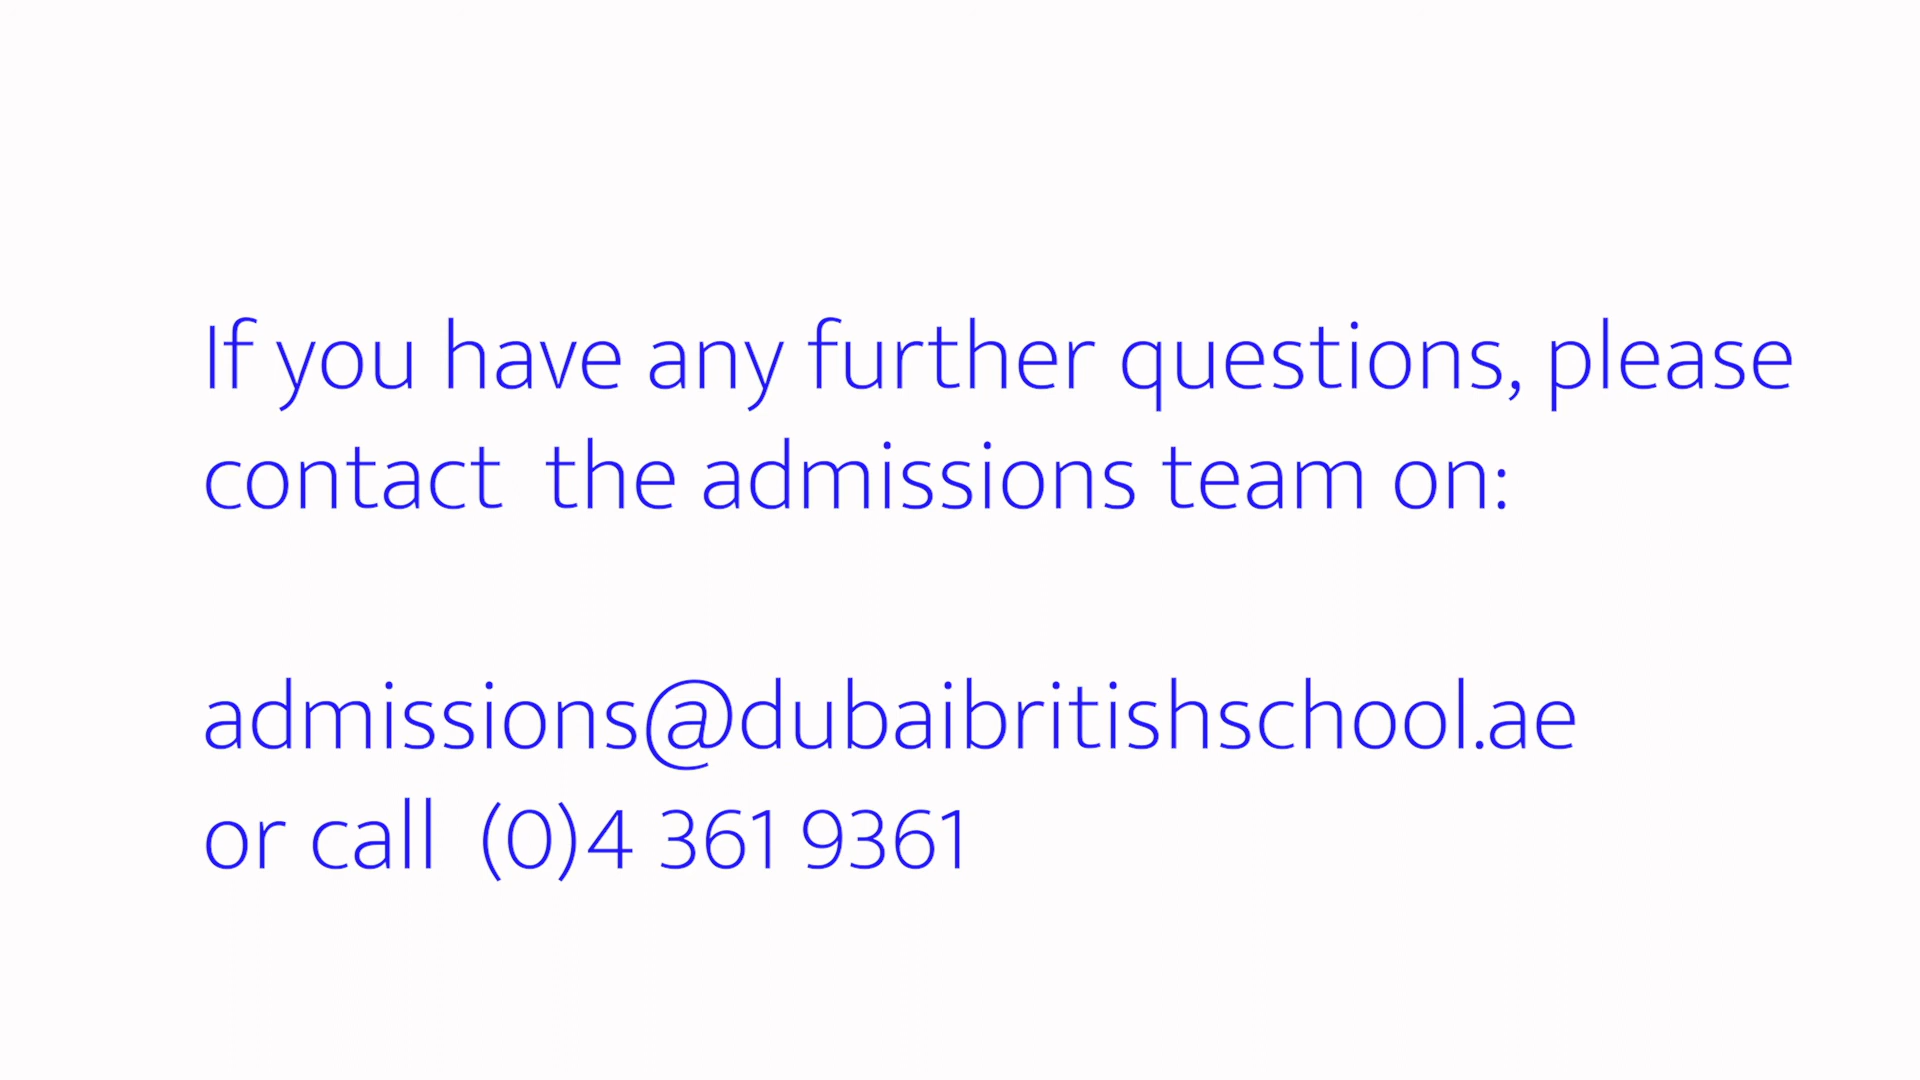 If you have any further questions, please
contact  the admissions team on:
admissions@dubaibritishschool.ae
or call  (0)4 361 9361